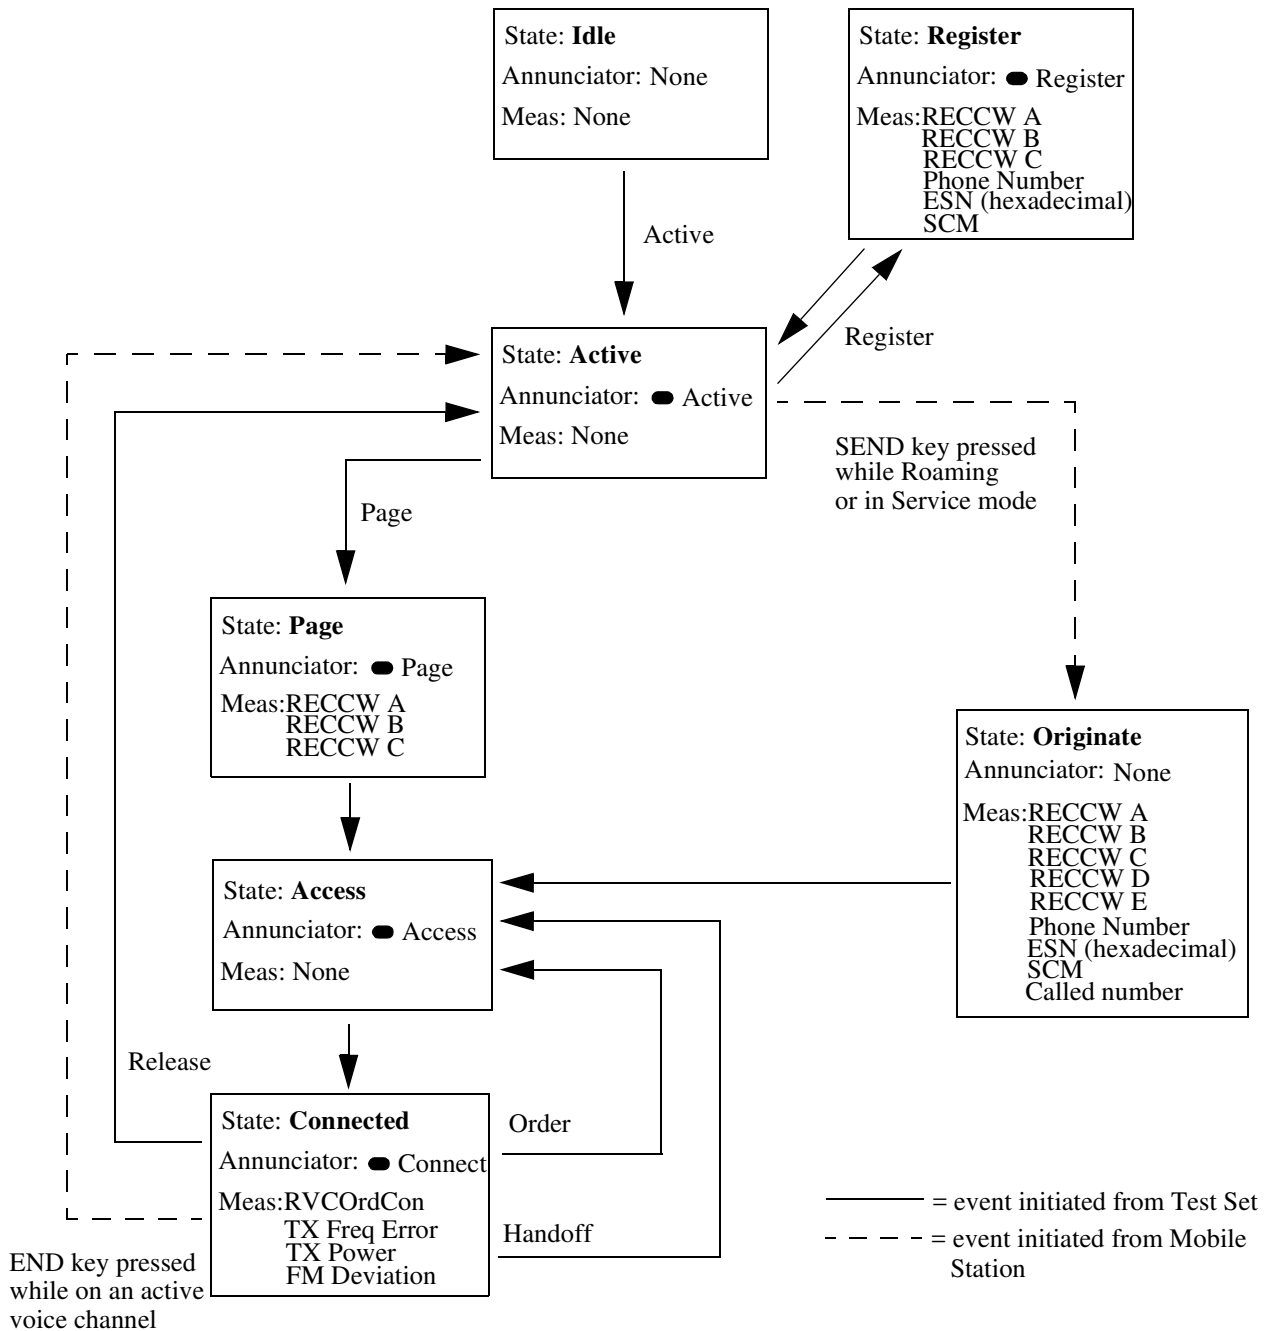 State: Idle
Annunciator: None
Meas: None
State: Register
Annunciator: Register
Meas:RECCW A
RECCW B
RECCW C
Phone Number
ESN (hexadecimal)
SCM
Active
Register
State: Active
Annunciator: Active
Meas: None
SEND key pressed
while Roaming
or in Service mode
Page
State: Page
Annunciator: Page
Meas:RECCW A
RECCW B
RECCW C
State: Originate
Annunciator: None
Meas:RECCW A
RECCW B
RECCW C
RECCW D
RECCW E
Phone Number
ESN (hexadecimal)
SCM
Called number
State: Access
Annunciator: Access
Meas: None
Release
State: Connected
Annunciator: Connect
Meas:RVCOrdCon
TX Freq Error
TX Power
FM Deviation
Order
Handoff
END key pressed
while on an active
voice channel
= event initiated from Test Set
= event initiated from Mobile
Station